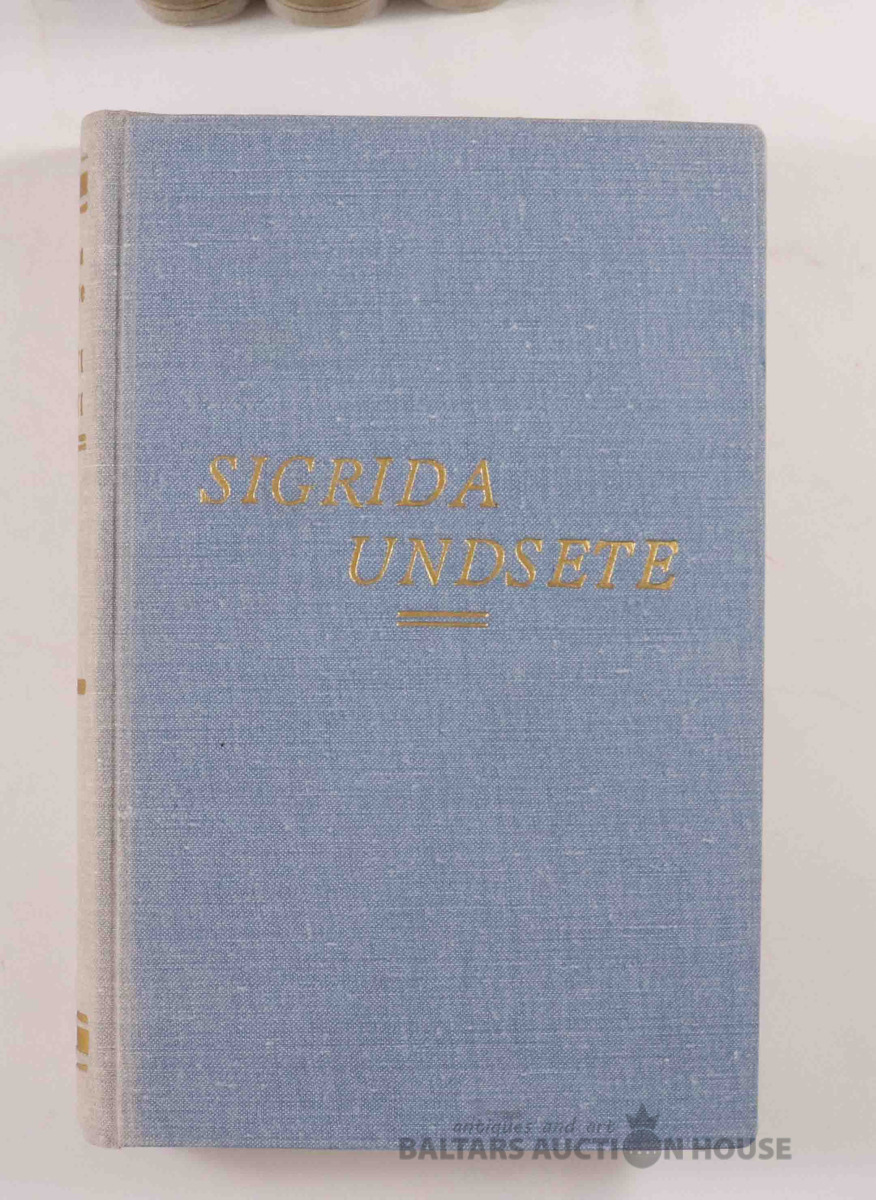 SIGRIDA
UNDSETE
antiques and art
BALTARS AUCTION HOUSE